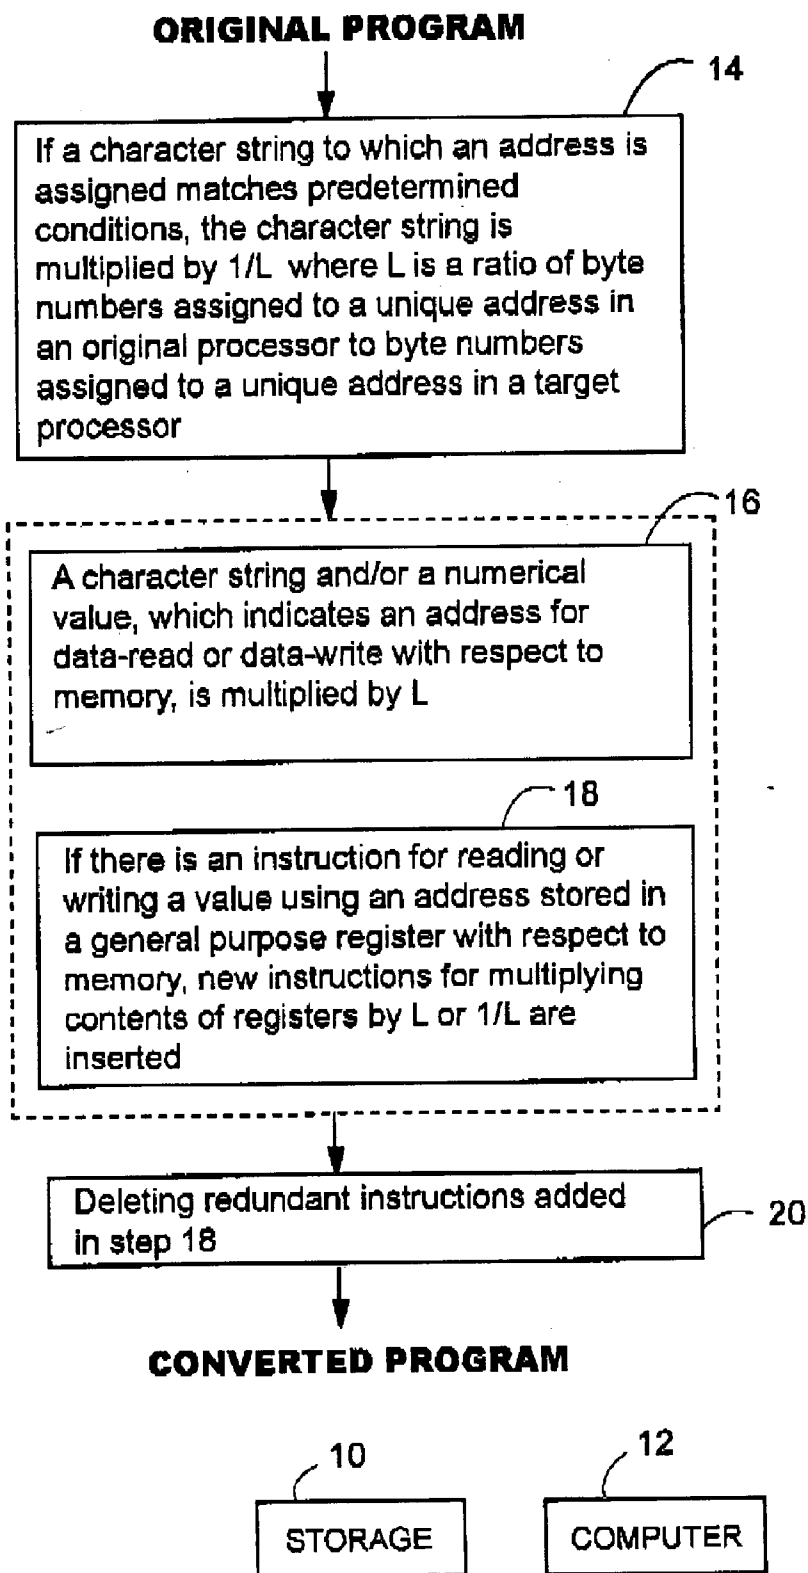 ORIGINAL PROGRAM
14
If a character string to which an address is
assigned matches predetermined
conditions, the character string is
multiplied by 1/L where L is a ratio of byte
numbers assigned to a unique address in
an original processor to byte numbers
assigned to a unique address in a target
processor
16
A character string and/or a numerical
value, which indicates an address for
data-read or data-write with respect to
memory, is multiplied by L
18
If there is an instruction for reading or
writing a value using an address stored in
a general purpose register with respect to
memory, new instructions for multiplying
contents of registers by L or 1/L are
inserted
Deleting redundant instructions added
in step 18
20
CONVERTED PROGRAM
10
12
STORAGE
COMPUTER